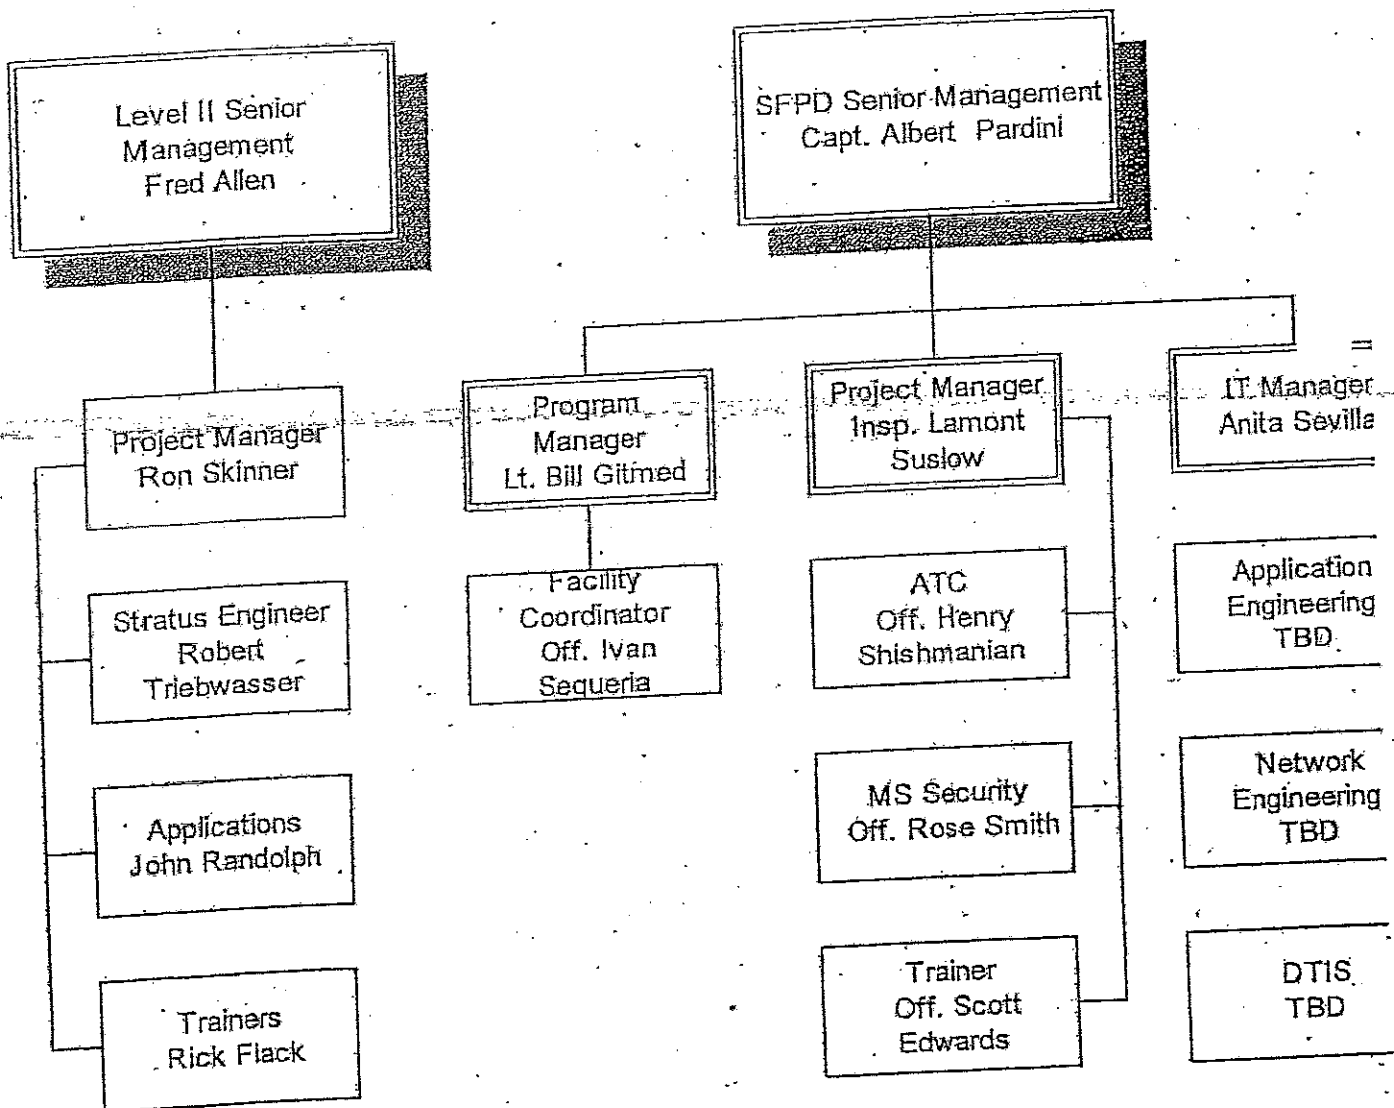 Level II Senior
Management
Fred Allen
SFPD Senior Management
Capt. Albert Pardini
Project Manager
Ron Skinner
Program
Manager
Lt. Bill Gitmed
Project Manager
Insp. Lamont
Suslow
IT Manager
Anita Sevilla
Stratus Engineer
Robert
Triebwasser
Facility
Coordinator
Off. Ivan
Sequeria
ATC
Off. Henry
Shishmanian
Application
Engineering
TBD
Applications
John Randolph
MS Security
Off. Rose Smith
Network
Engineering
TBD
Trainers
Rick Flack
Trainer
Off. Scott
Edwards
DTIS
TBD